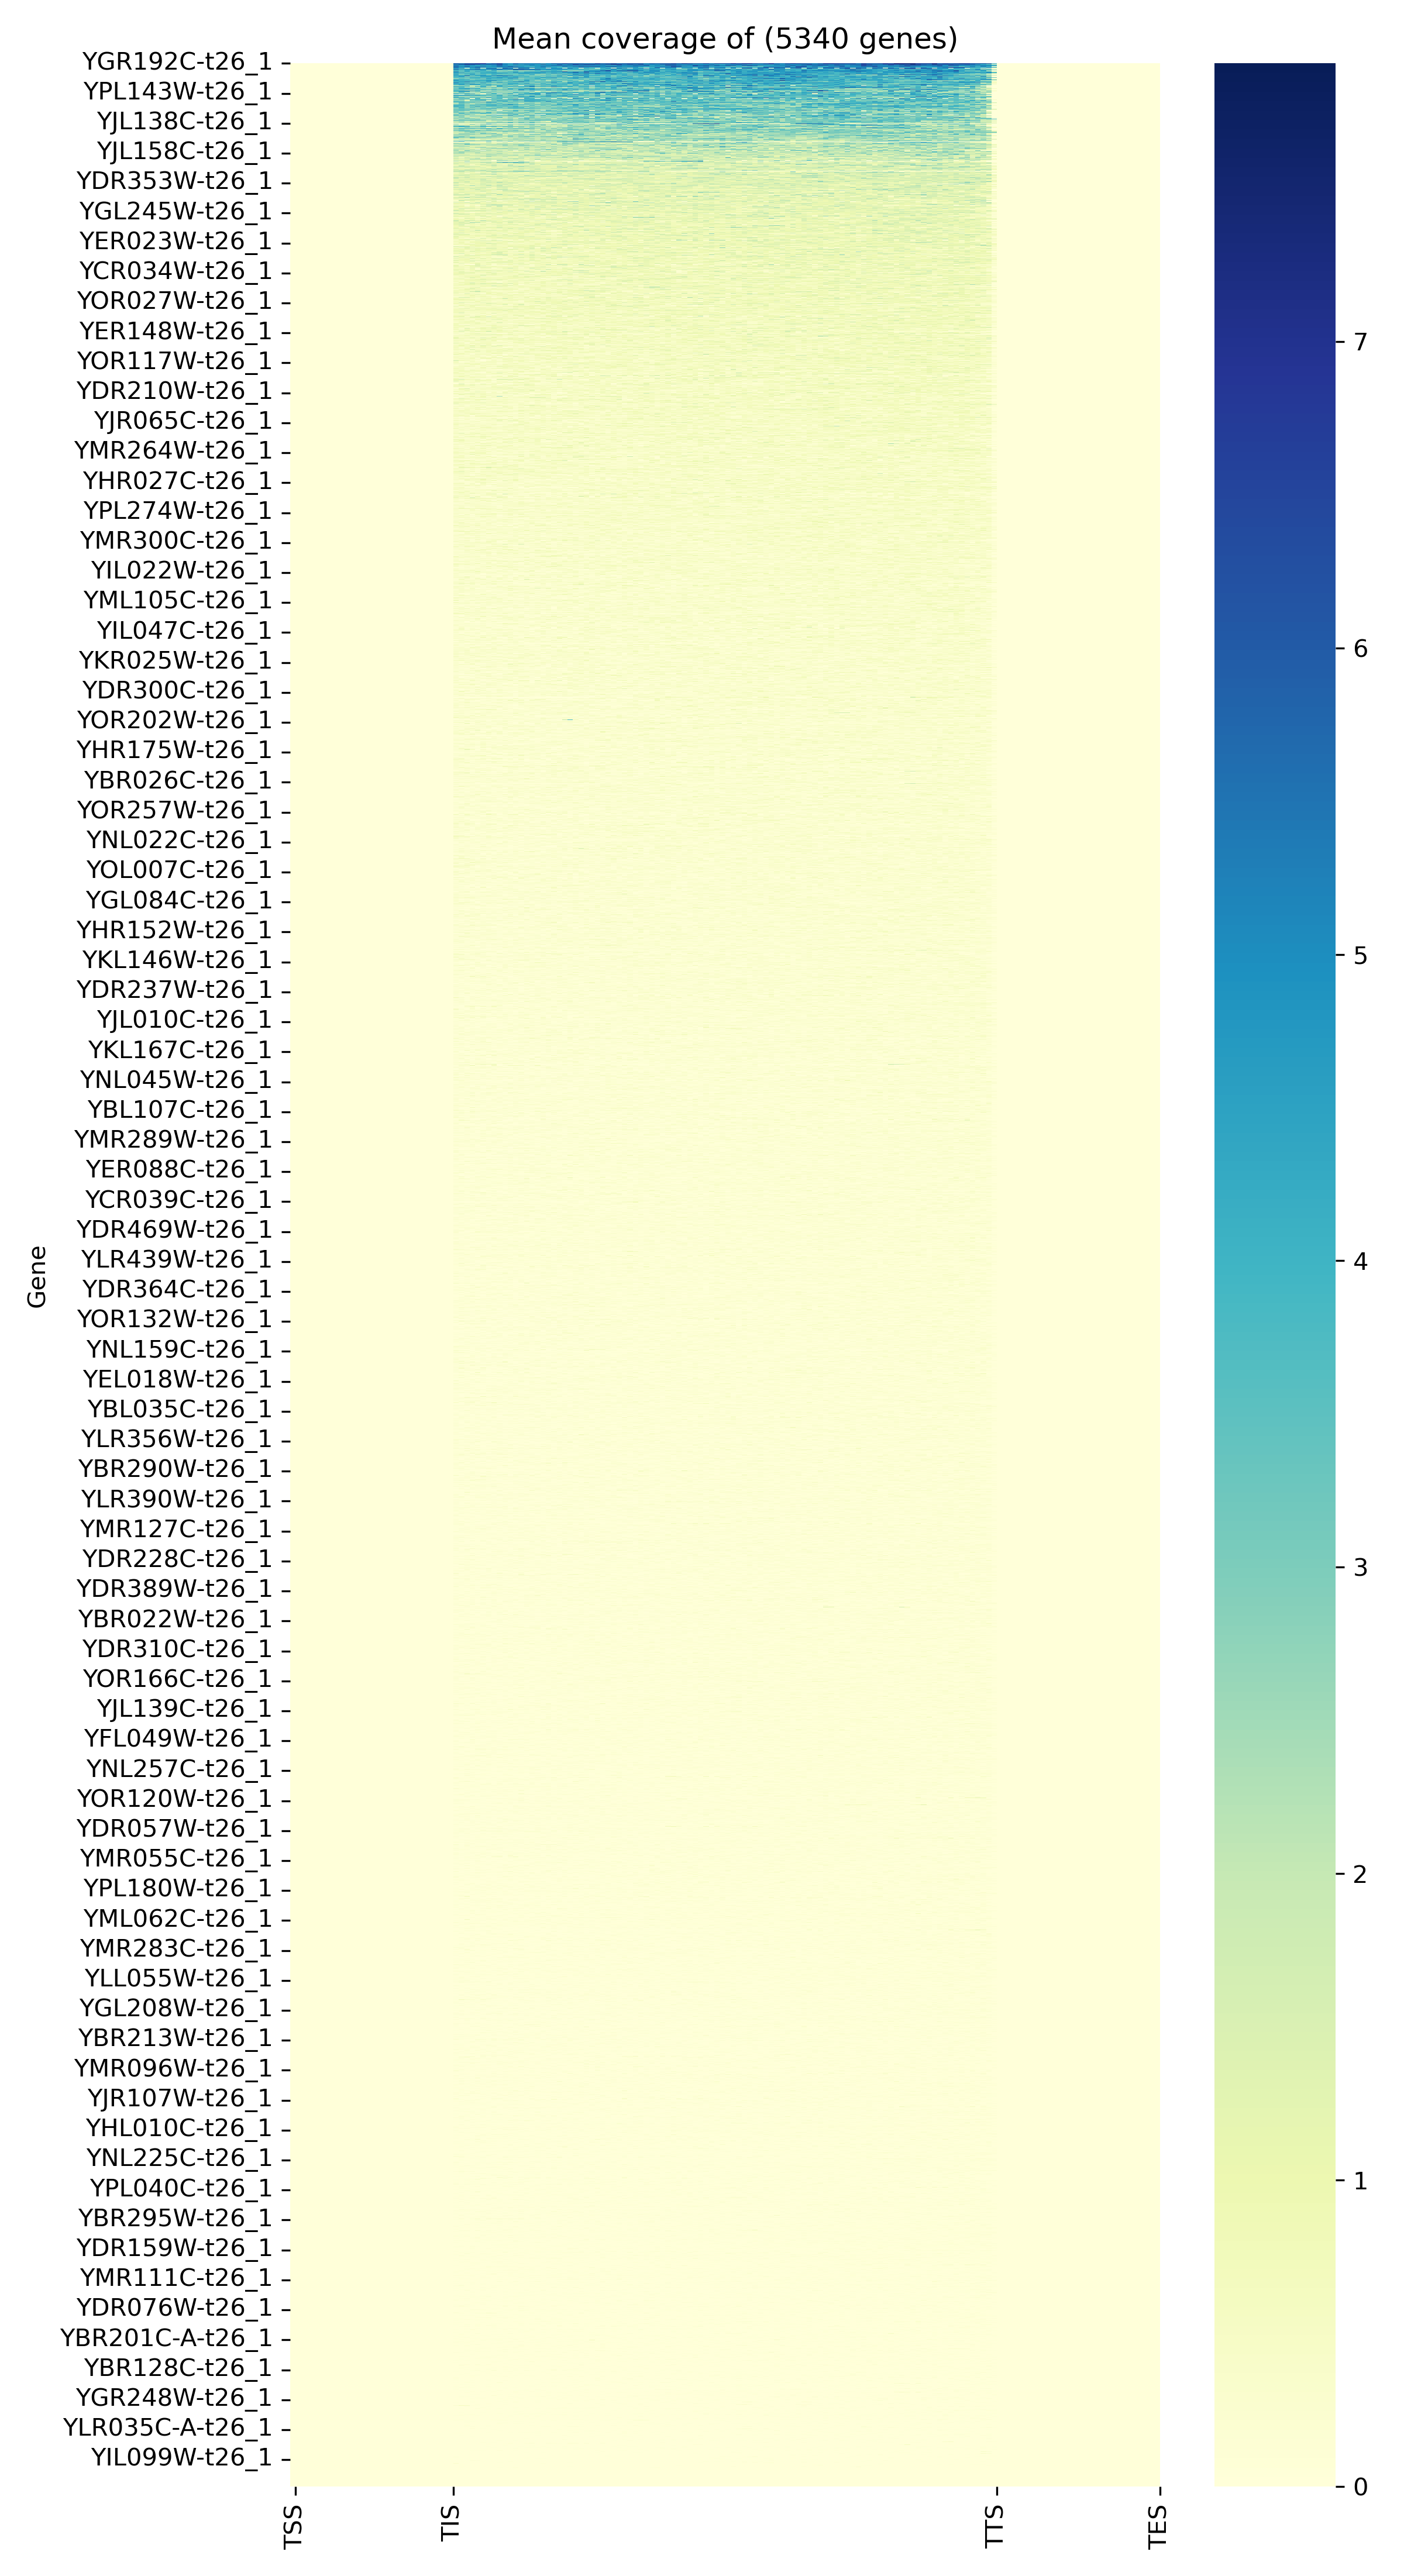 Mean coverage of (5340 genes)
YGR192C-t26_1
YPL143W-t26_1
YJL138C-t26_1
YJL158C-t26_1
YDR353W-t26_1
YGL245W-t26_1
YER023W-t26_1
YCR034W-t26_1
YOR027W-t26_1
YER148W-t26_1
YOR117W-t26_1
YDR210W-t26_1
YJR065C-t26_1
YMR264W-t26_1
YHR027C-t26_1
YPL274W-t26_1
YMR300C-t26_1
YIL022W-t26_1
YML105C-t26_1
YIL047C-t26_1
YKR025W-t26_1
YDR300C-t26_1
YOR202W-t26_1
YHR175W-t26_1
YBR026C-t26_1
YOR257W-t26_1
YNL022C-t26_1
YOL007C-t26_1
YGL084C-t26_1
YHR152W-t26_1
YKL146W-t26_1
YDR237W-t26_1
YJL010C-t26_1
YKL167C-t26_1
YNL045W-t26_1
YBL107C-t26_1
YMR289W-t26_1
YER088C-t26_1
YCR039C-t26_1
YDR469W-t26_1
YLR439W-t26_1
YDR364C-t26_1
YOR132W-t26_1
YNL159C-t26_1
YEL018W-t26_1
YBL035C-t26_1
YLR356W-t26_1
YBR290W-t26_1
YLR390W-t26_1
YMR127C-t26_1
YDR228C-t26_1
YDR389W-t26_1
YBR022W-t26_1
YDR310C-t26_1
YOR166C-t26_1
YJL139C-t26_1
YFL049W-t26_1
YNL257C-t26_1
YOR120W-t26_1
YDR057W-t26_1
YMR055C-t26_1
YPL180W-t26_1
YML062C-t26_1
YMR283C-t26_1
YLL055W-t26_1
YGL208W-t26_1
YBR213W-t26_1
YMR096W-t26_1
YJR107W-t26_1
YHL010C-t26_1
YNL225C-t26_1
YPL040C-t26_1
YBR295W-t26_1
YDR159W-t26_1
YMR111C-t26_1
YDR076W-t26_1
YBR201C-A-t26_1
YBR128C-t26_1
YGR248W-t26_1
YLR035C-A-t26_1
YIL099W-t26_1
Gene
TSS
TIS
TTS
TES
7
6
5
4
3
2
1
0